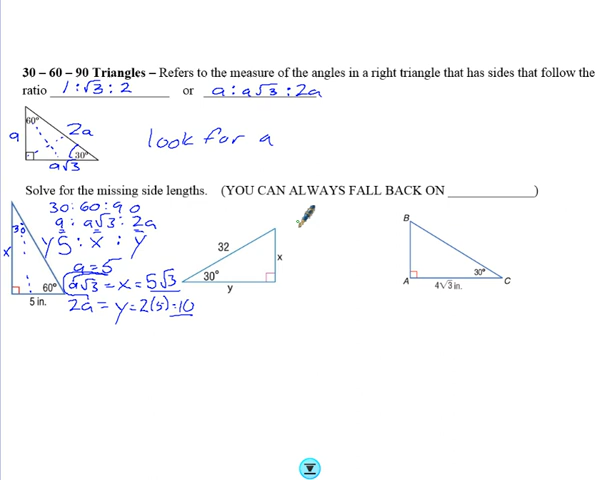 30 – 60 – 90 Triangles – Refers to the measure of the angles in a right triangle that has sides that follow the
ratio 1 : √3 : 2 or a : a√3 : 2a
60°
a
2a
30°
a√3
look for a
Solve for the missing side lengths. (YOU CAN ALWAYS FALL BACK ON ____________)
30 : 60 : 90
a : a√3 : 2a
5 : x : y
a = 5
a√3 = x = 5√3
2a = y = 2(5) = 10
30
x
y
60°
5 in.
32
x
30°
y
B
A
30°
C
4√3 in.